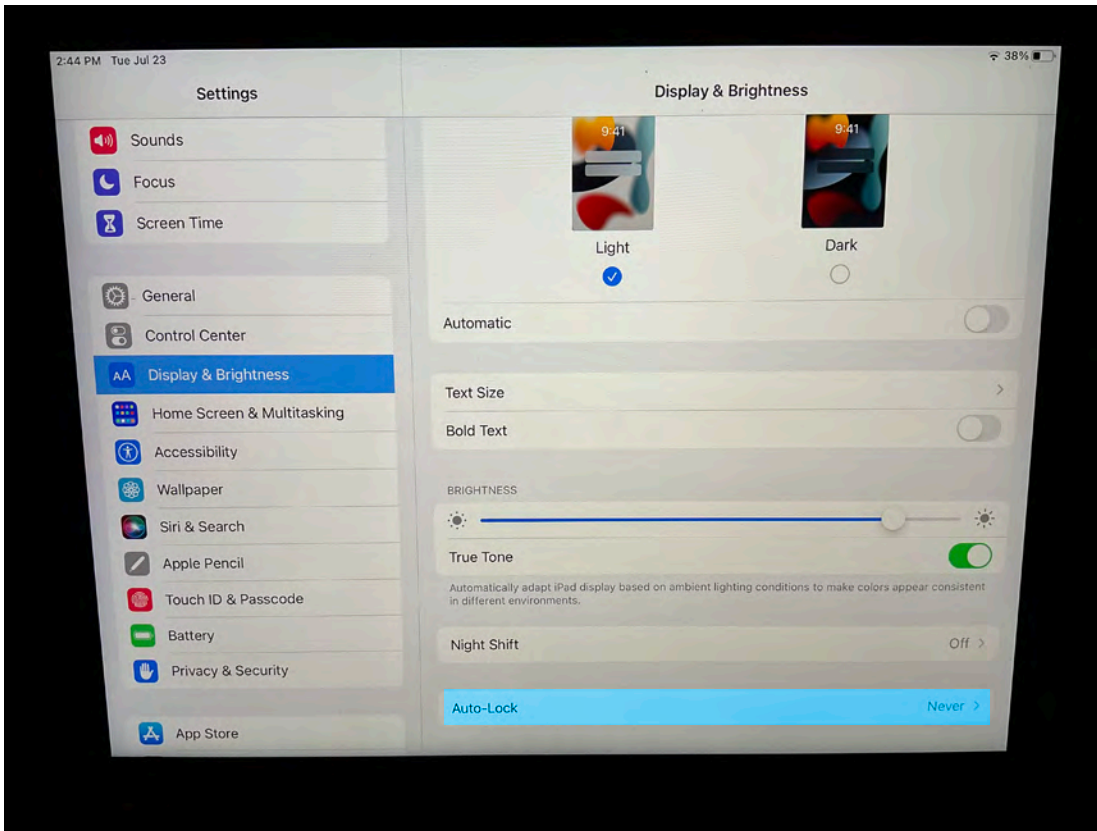 2:44 PM Tue Jul 23
38%
Settings
Sounds
Focus
Screen Time
General
Control Center
AA Display & Brightness
Home Screen & Multitasking
Accessibility
Wallpaper
Siri & Search
Apple Pencil
Touch ID & Passcode
Battery
Privacy & Security
App Store
Display & Brightness
9:41
9:41
Light
Dark
Automatic
Text Size
Bold Text
BRIGHTNESS
True Tone
Automatically adapt iPad display based on ambient lighting conditions to make colors appear consistent
in different environments.
Night Shift Off
Auto-Lock Never